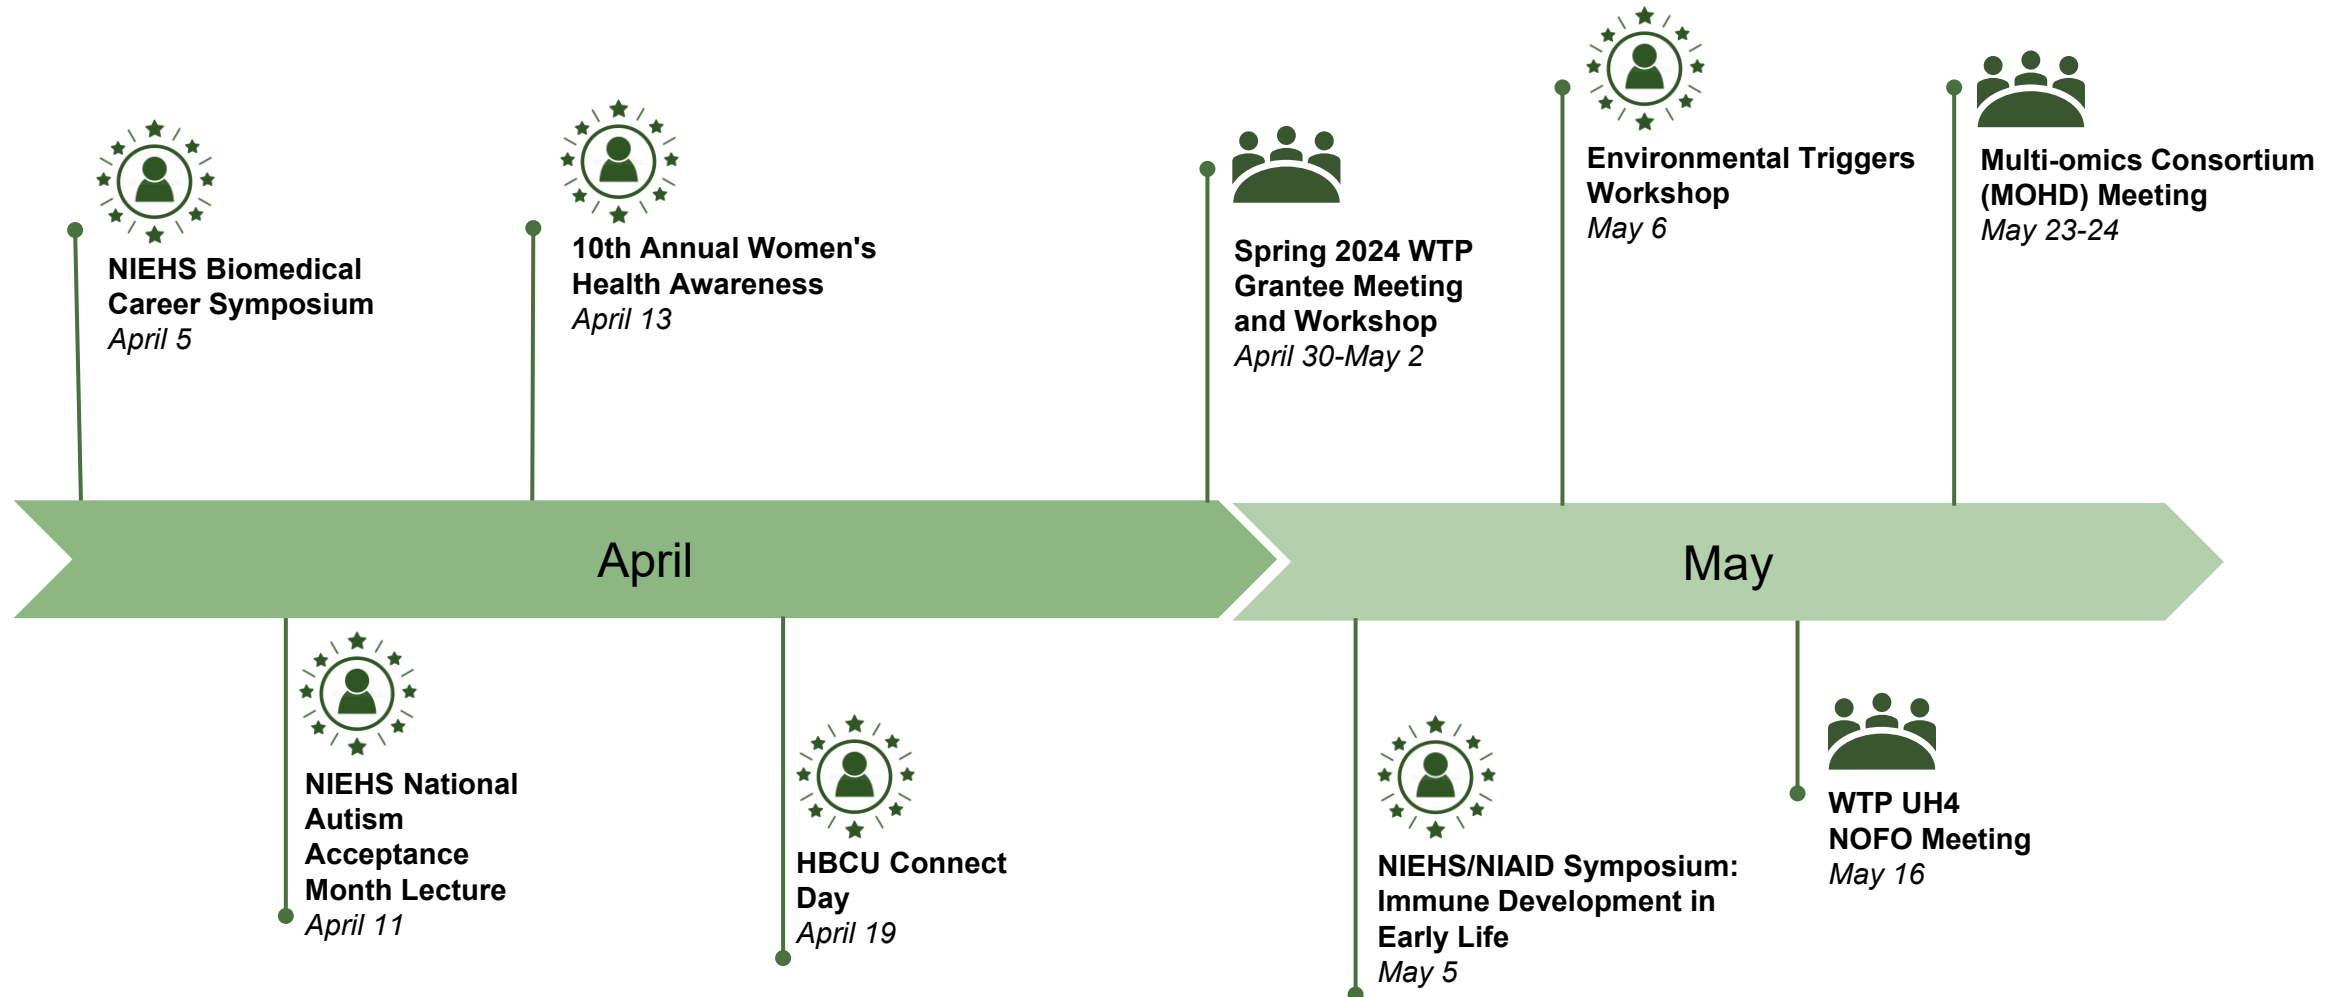 NIEHS Biomedical
Career Symposium
April 5
10th Annual Women's
Health Awareness
April 13
Spring 2024 WTP
Grantee Meeting
and Workshop
April 30-May 2
Environmental Triggers
Workshop
May 6
Multi-omics Consortium
(MOHD) Meeting
May 23-24
April
May
NIEHS National
Autism
Acceptance
Month Lecture
April 11
HBCU Connect
Day
April 19
NIEHS/NIAID Symposium:
Immune Development in
Early Life
May 5
WTP UH4
NOFO Meeting
May 16